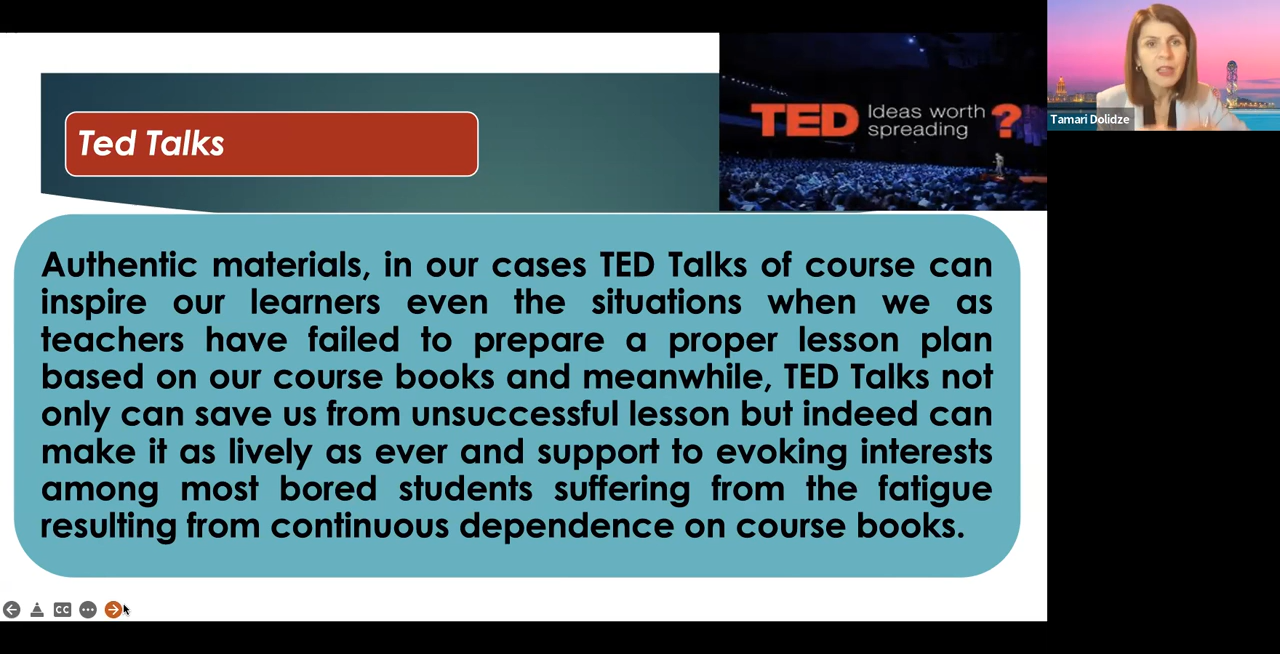 Ted Talks
TED Ideas worth
spreading ?
Tamari Dolidze
Authentic materials, in our cases TED Talks of course can
inspire our learners even the situations when we as
teachers have failed to prepare a proper lesson plan
based on our course books and meanwhile, TED Talks not
only can save us from unsuccessful lesson but indeed can
make it as lively as ever and support to evoking interests
among most bored students suffering from the fatigue
resulting from continuous dependence on course books.
CC